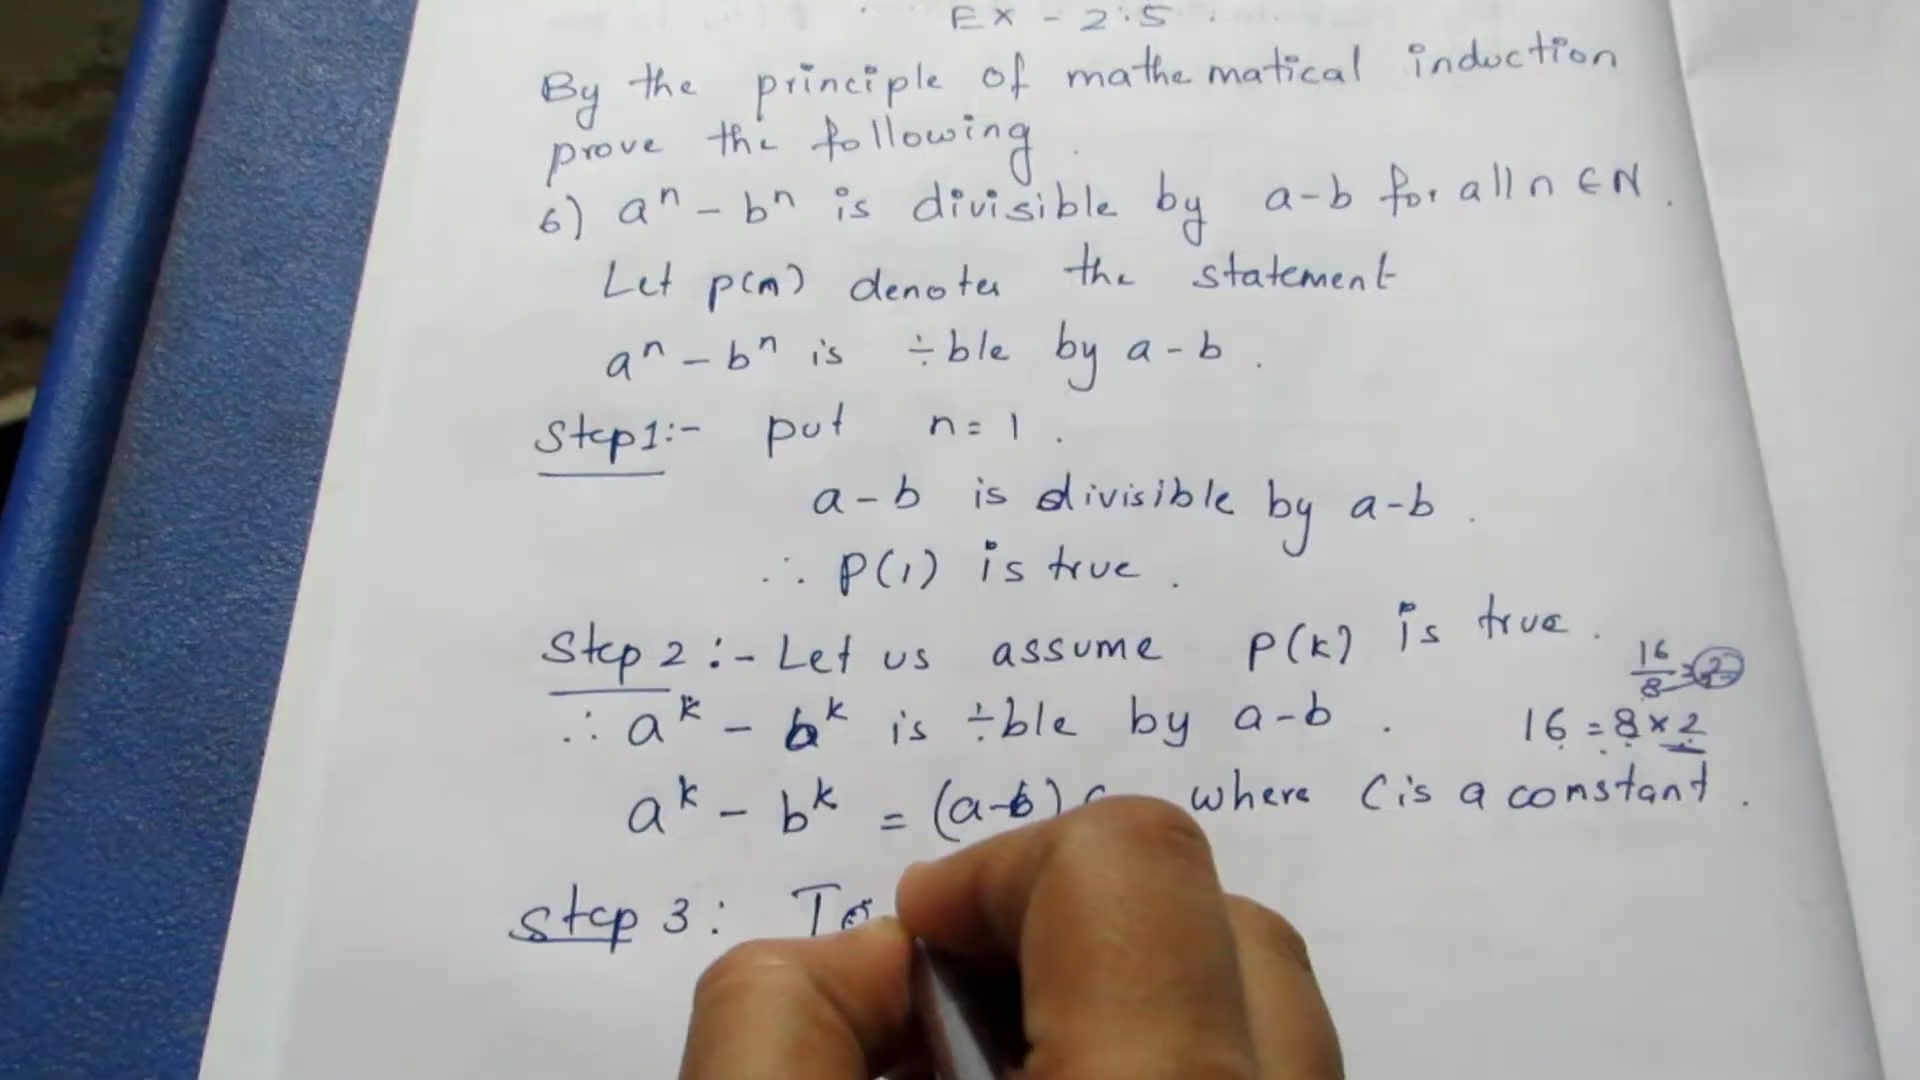 EX - 2.5
By the principle of mathematical induction
prove the following
6) aⁿ - bⁿ is divisible by a-b for all n ∈ N.
Let p(n) denotes the statement
aⁿ - bⁿ is ÷ble by a-b.
Step1:- put n=1.
a-b is divisible by a-b.
∴ P(1) is true.
Step 2:- Let us assume P(k) is true.
16/8 = 2
∴ aᵏ - bᵏ is ÷ble by a-b.
16 = 8×2
aᵏ - bᵏ = (a-b) C where C is a constant.
Step 3: To